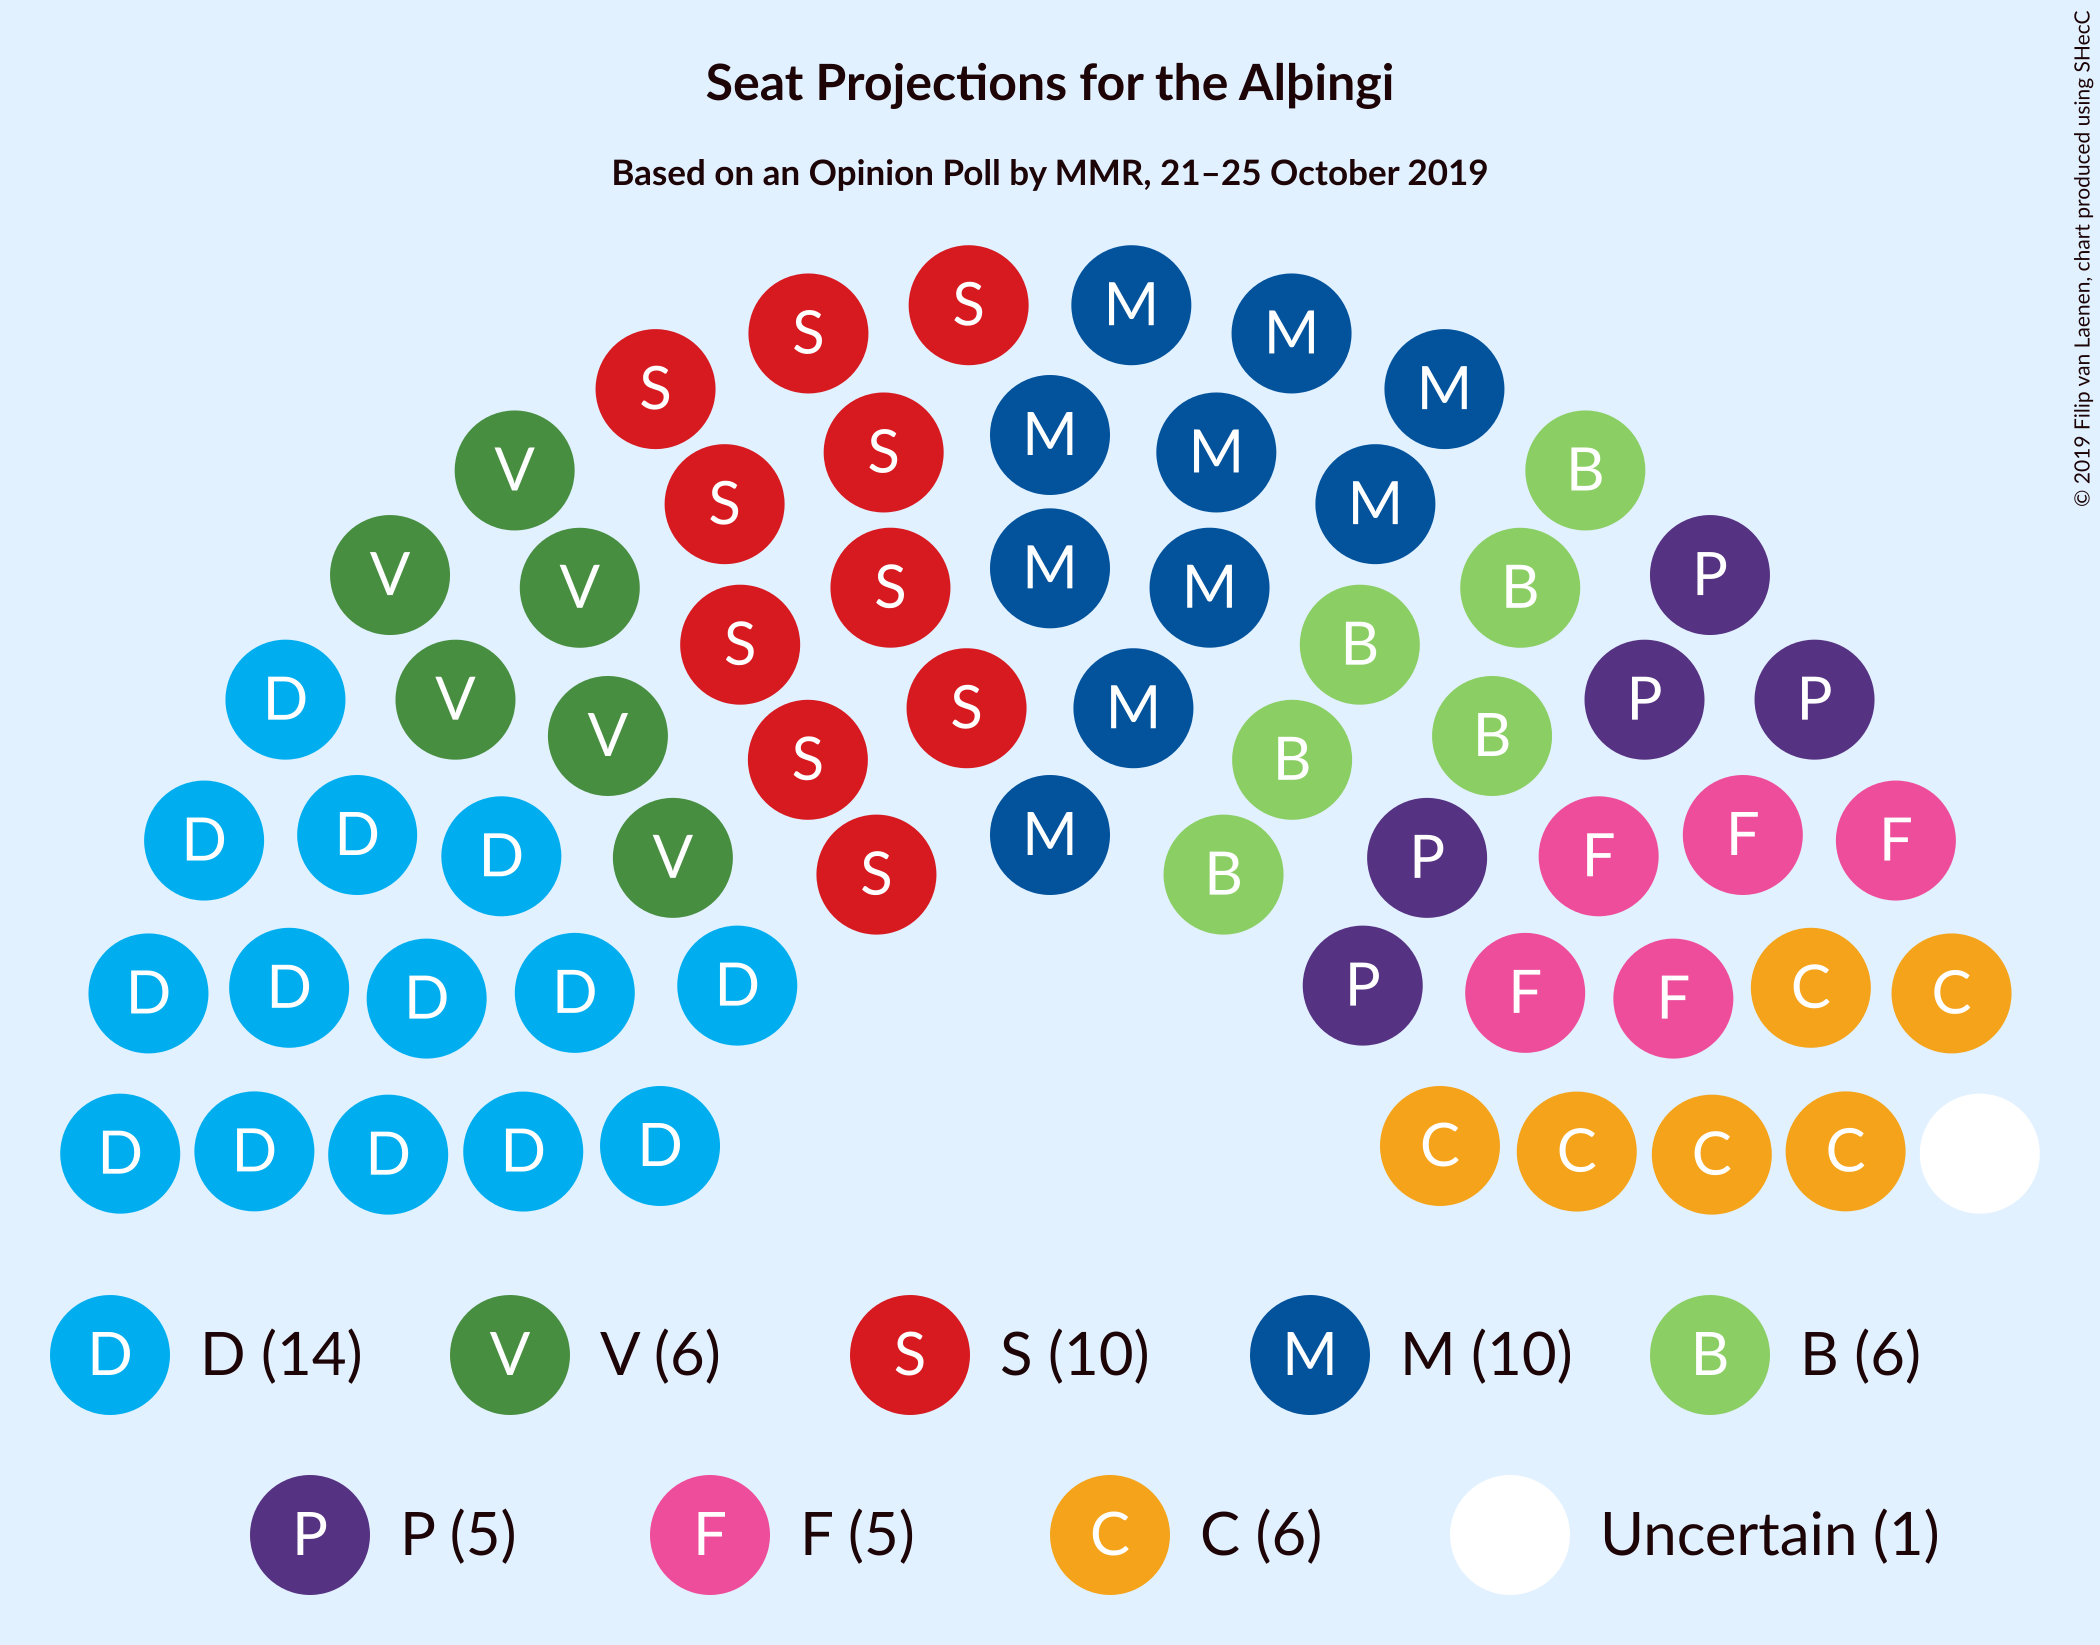 Seat Projections for the Alþingi
Based on an Opinion Poll by MMR, 21–25 October 2019
© 2019 Filip van Laenen, chart produced using SHecC
S S M M
S M
S M M
V B
S M
S M
V V S M B P
S B
D V P P
V S M B
S B
D D M F F
D V P F
S B
D D P C
D D F F C
D
D D D D D C C C C
D D (14) V V (6) S S (10) M M (10) B B (6)
P P (5) F F (5) C C (6) Uncertain (1)